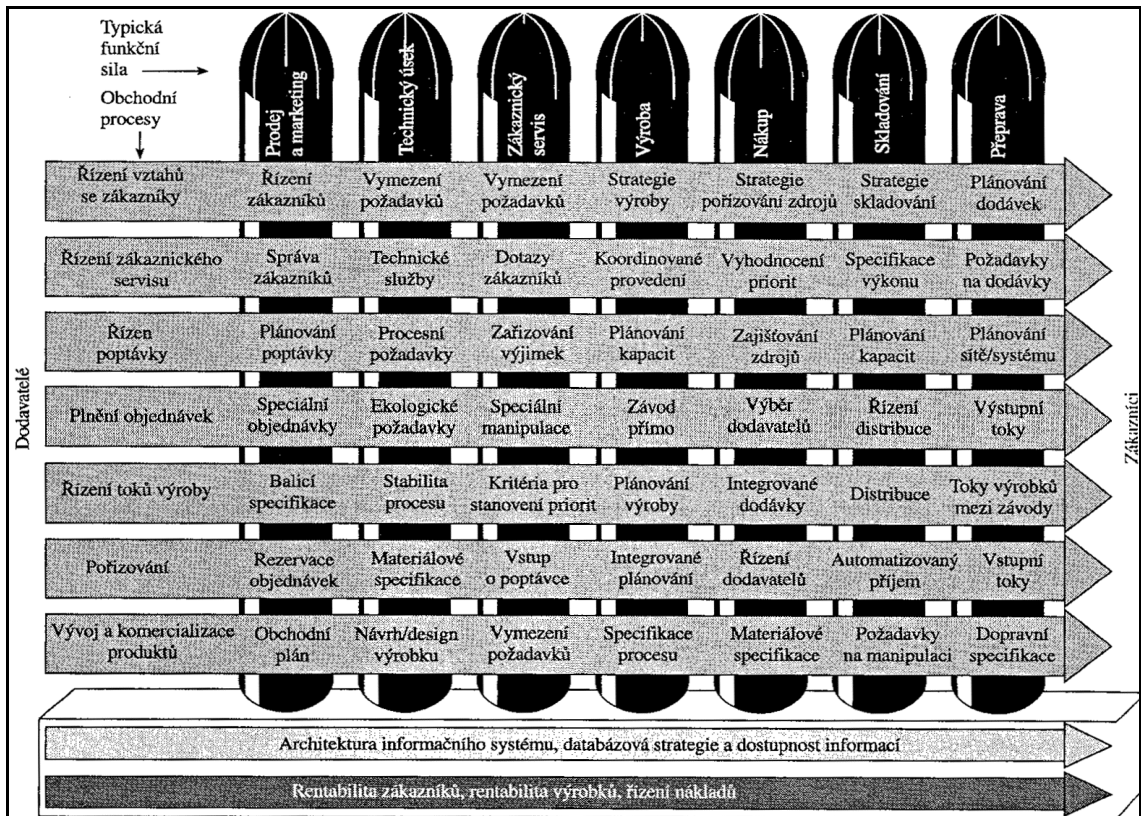 Typická
funkční
sila
Obchodní
procesy
Prodej
a marketing
Technický úsek
Zákaznický
servis
Výroba
Nákup
Skladování
Přeprava
Dodavatelé
Zákazníci
Řízení vztahů
se zákazníky
Řízení
zákazníků
Vymezení
požadavků
Vymezení
požadavků
Strategie
výroby
Strategie
pořizování zdrojů
Strategie
skladování
Plánování
dodávek
Řízení zákaznického
servisu
Správa
zákazníků
Technické
služby
Dotazy
zákazníků
Koordinované
provedení
Vyhodnocení
priorit
Specifikace
výkonu
Požadavky
na dodávky
Řízen
poptávky
Plánování
poptávky
Procesní
požadavky
Zařizování
výjimek
Plánování
kapacit
Zajišťování
zdrojů
Plánování
kapacit
Plánování
sítě/systému
Plnění objednávek
Speciální
objednávky
Ekologické
požadavky
Speciální
manipulace
Závod
přímo
Výběr
dodavatelů
Řízení
distribuce
Výstupní
toky
Řízení toků výroby
Balicí
specifikace
Stabilita
procesu
Kritéria pro
stanovení priorit
Plánování
výroby
Integrované
dodávky
Distribuce
Toky výrobků
mezi závody
Pořizování
Rezervace
objednávek
Materiálové
specifikace
Vstup
o poptávce
Integrované
plánování
Řízení
dodavatelů
Automatizovaný
příjem
Vstupní
toky
Vývoj a komercializace
produktů
Obchodní
plán
Návrh/design
výrobku
Vymezení
požadavků
Specifikace
procesu
Materiálové
specifikace
Požadavky
na manipulaci
Dopravní
specifikace
Architektura informačního systému, databázová strategie a dostupnost informací
Rentabilita zákazníků, rentabilita výrobků, řízení nákladů